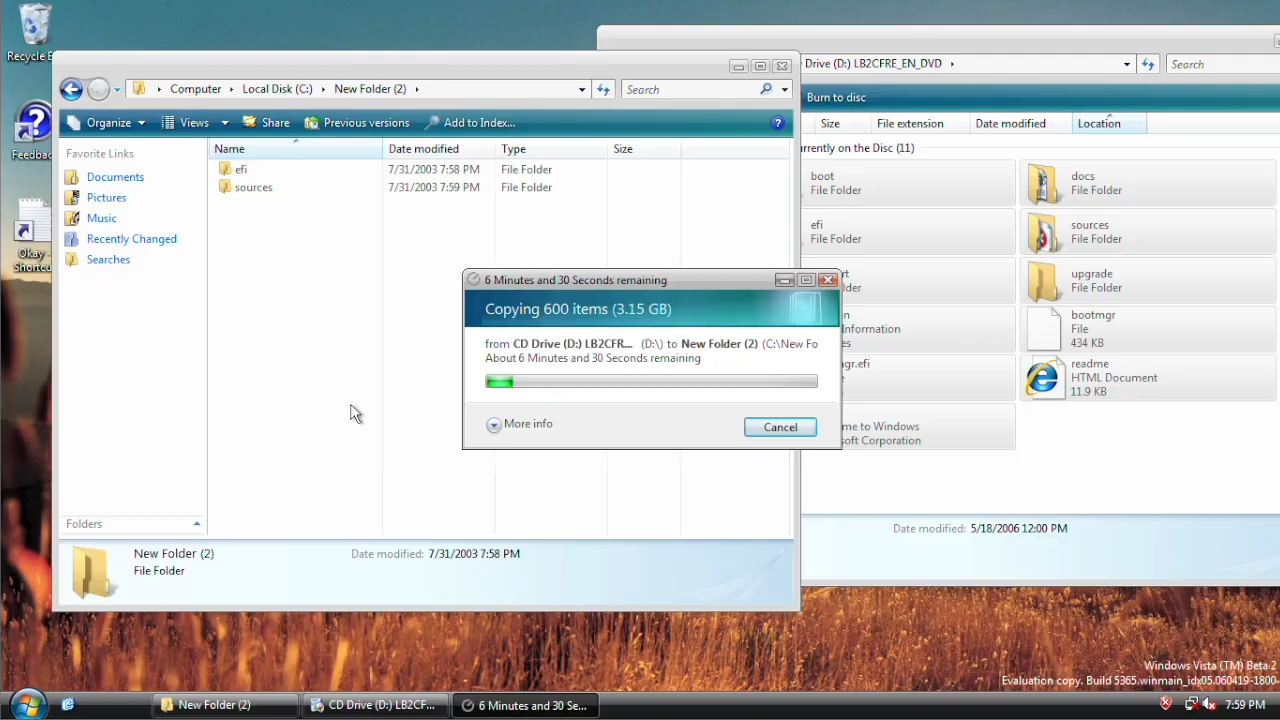 Recycle
Feedba
Okay -
Shortcu
Computer
Local Disk (C:)
New Folder (2)
Search
Organize
Views
Share
Previous versions
Add to Index...
Favorite Links
Documents
Pictures
Music
Recently Changed
Searches
Folders
Name
Date modified
Type
Size
efi
7/31/2003 7:58 PM
File Folder
sources
7/31/2003 7:59 PM
File Folder
New Folder (2)
File Folder
Date modified: 7/31/2003 7:58 PM
6 Minutes and 30 Seconds remaining
Copying 600 items (3.15 GB)
from CD Drive (D:) LB2CFR... (D:\) to New Folder (2) (C:\New Fo
About 6 Minutes and 30 Seconds remaining
More info
Cancel
Drive (D:) LB2CFRE_EN_DVD
Search
Burn to disc
Size
File extension
Date modified
Location
rrently on the Disc (11)
boot
File Folder
docs
File Folder
efi
File Folder
sources
File Folder
rt
lder
upgrade
File Folder
n
Information
bootmgr
File
434 KB
gr.efi
readme
HTML Document
11.9 KB
me to Windows
soft Corporation
Date modified: 5/18/2006 12:00 PM
Windows Vista (TM) Beta 2
Evaluation copy. Build 5365.winmain_idx05.060419-1800
New Folder (2)
CD Drive (D:) LB2CF...
6 Minutes and 30 Se...
7:59 PM